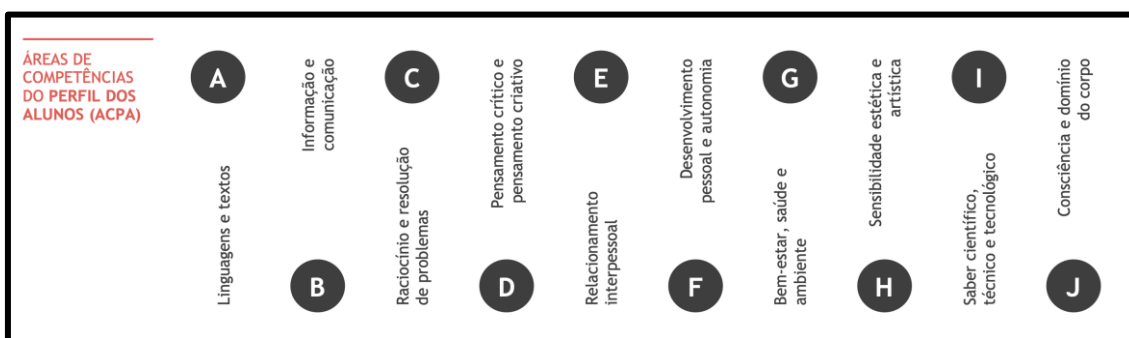 ÁREAS DE
COMPETÊNCIAS
DO PERFIL DOS
ALUNOS (ACPA)
A
Linguagens e textos
Informação e
comunicação
B
C
Raciocínio e resolução
de problemas
Pensamento crítico e
pensamento criativo
D
E
Relacionamento
interpessoal
Desenvolvimento
pessoal e autonomia
F
G
Bem-estar, saúde e
ambiente
Sensibilidade estética e
artística
H
I
Saber científico,
técnico e tecnológico
Consciência e domínio
do corpo
J